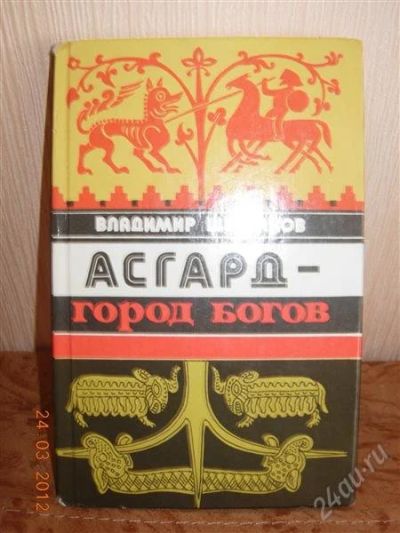 ВЛАДИМИР
АСГАРД-
ГОРОД БОГОВ
24 03 2012
24au.ru